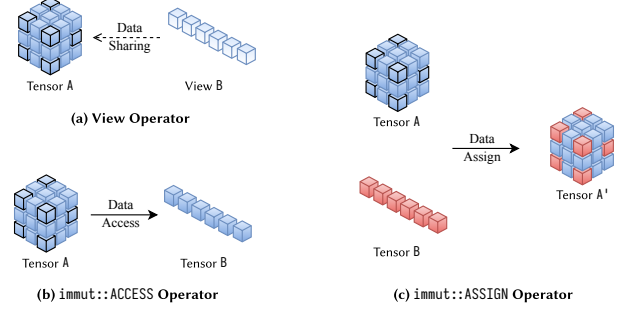 Data
Sharing
Tensor A
View B
(a) View Operator
Data
Access
Tensor A
Tensor B
(b) immut::ACCESS Operator
Tensor A
Data
Assign
Tensor A'
Tensor B
(c) immut::ASSIGN Operator